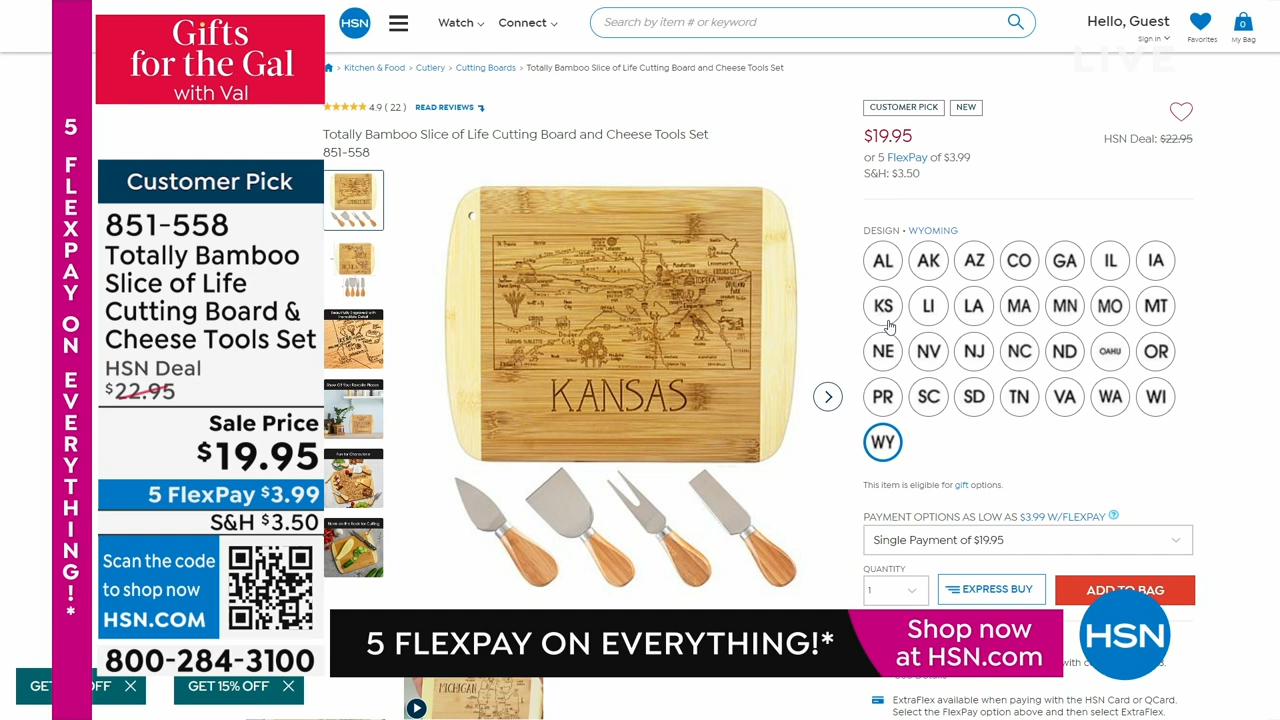 Gifts
for the Gal
with Val
5 FLEXPAY ON EVERYTHING!*
Customer Pick
851-558
Totally Bamboo
Slice of Life
Cutting Board &
Cheese Tools Set
HSN Deal
$22.95
Sale Price
$19.95
5 FlexPay $3.99
S&H $3.50
Scan the code
to shop now
HSN.COM
800-284-3100
HSN
Watch
Connect
Search by item # or keyword
Hello, Guest
Sign in
Favorites
0
My Bag
LIVE
> Kitchen & Food > Cutlery > Cutting Boards > Totally Bamboo Slice of Life Cutting Board and Cheese Tools Set
4.9 ( 22 ) READ REVIEWS
Totally Bamboo Slice of Life Cutting Board and Cheese Tools Set
851-558
KANSAS
CUSTOMER PICK
NEW
$19.95
HSN Deal: $22.95
or 5 FlexPay of $3.99
S&H: $3.50
DESIGN • WYOMING
AL AK AZ CO GA IL IA
KS LI LA MA MN MO MT
NE NV NJ NC ND OAHU OR
PR SC SD TN VA WA WI
WY
This item is eligible for gift options.
PAYMENT OPTIONS AS LOW AS $3.99 W/FLEXPAY
Single Payment of $19.95
QUANTITY
1
EXPRESS BUY
ADD TO BAG
5 FLEXPAY ON EVERYTHING!*
Shop now
at HSN.com
HSN
GET
OFF
GET 15% OFF
MICHIGAN
ExtraFlex available when paying with the HSN Card or QCard.
Select the FlexPay option above and then select ExtraFlex.